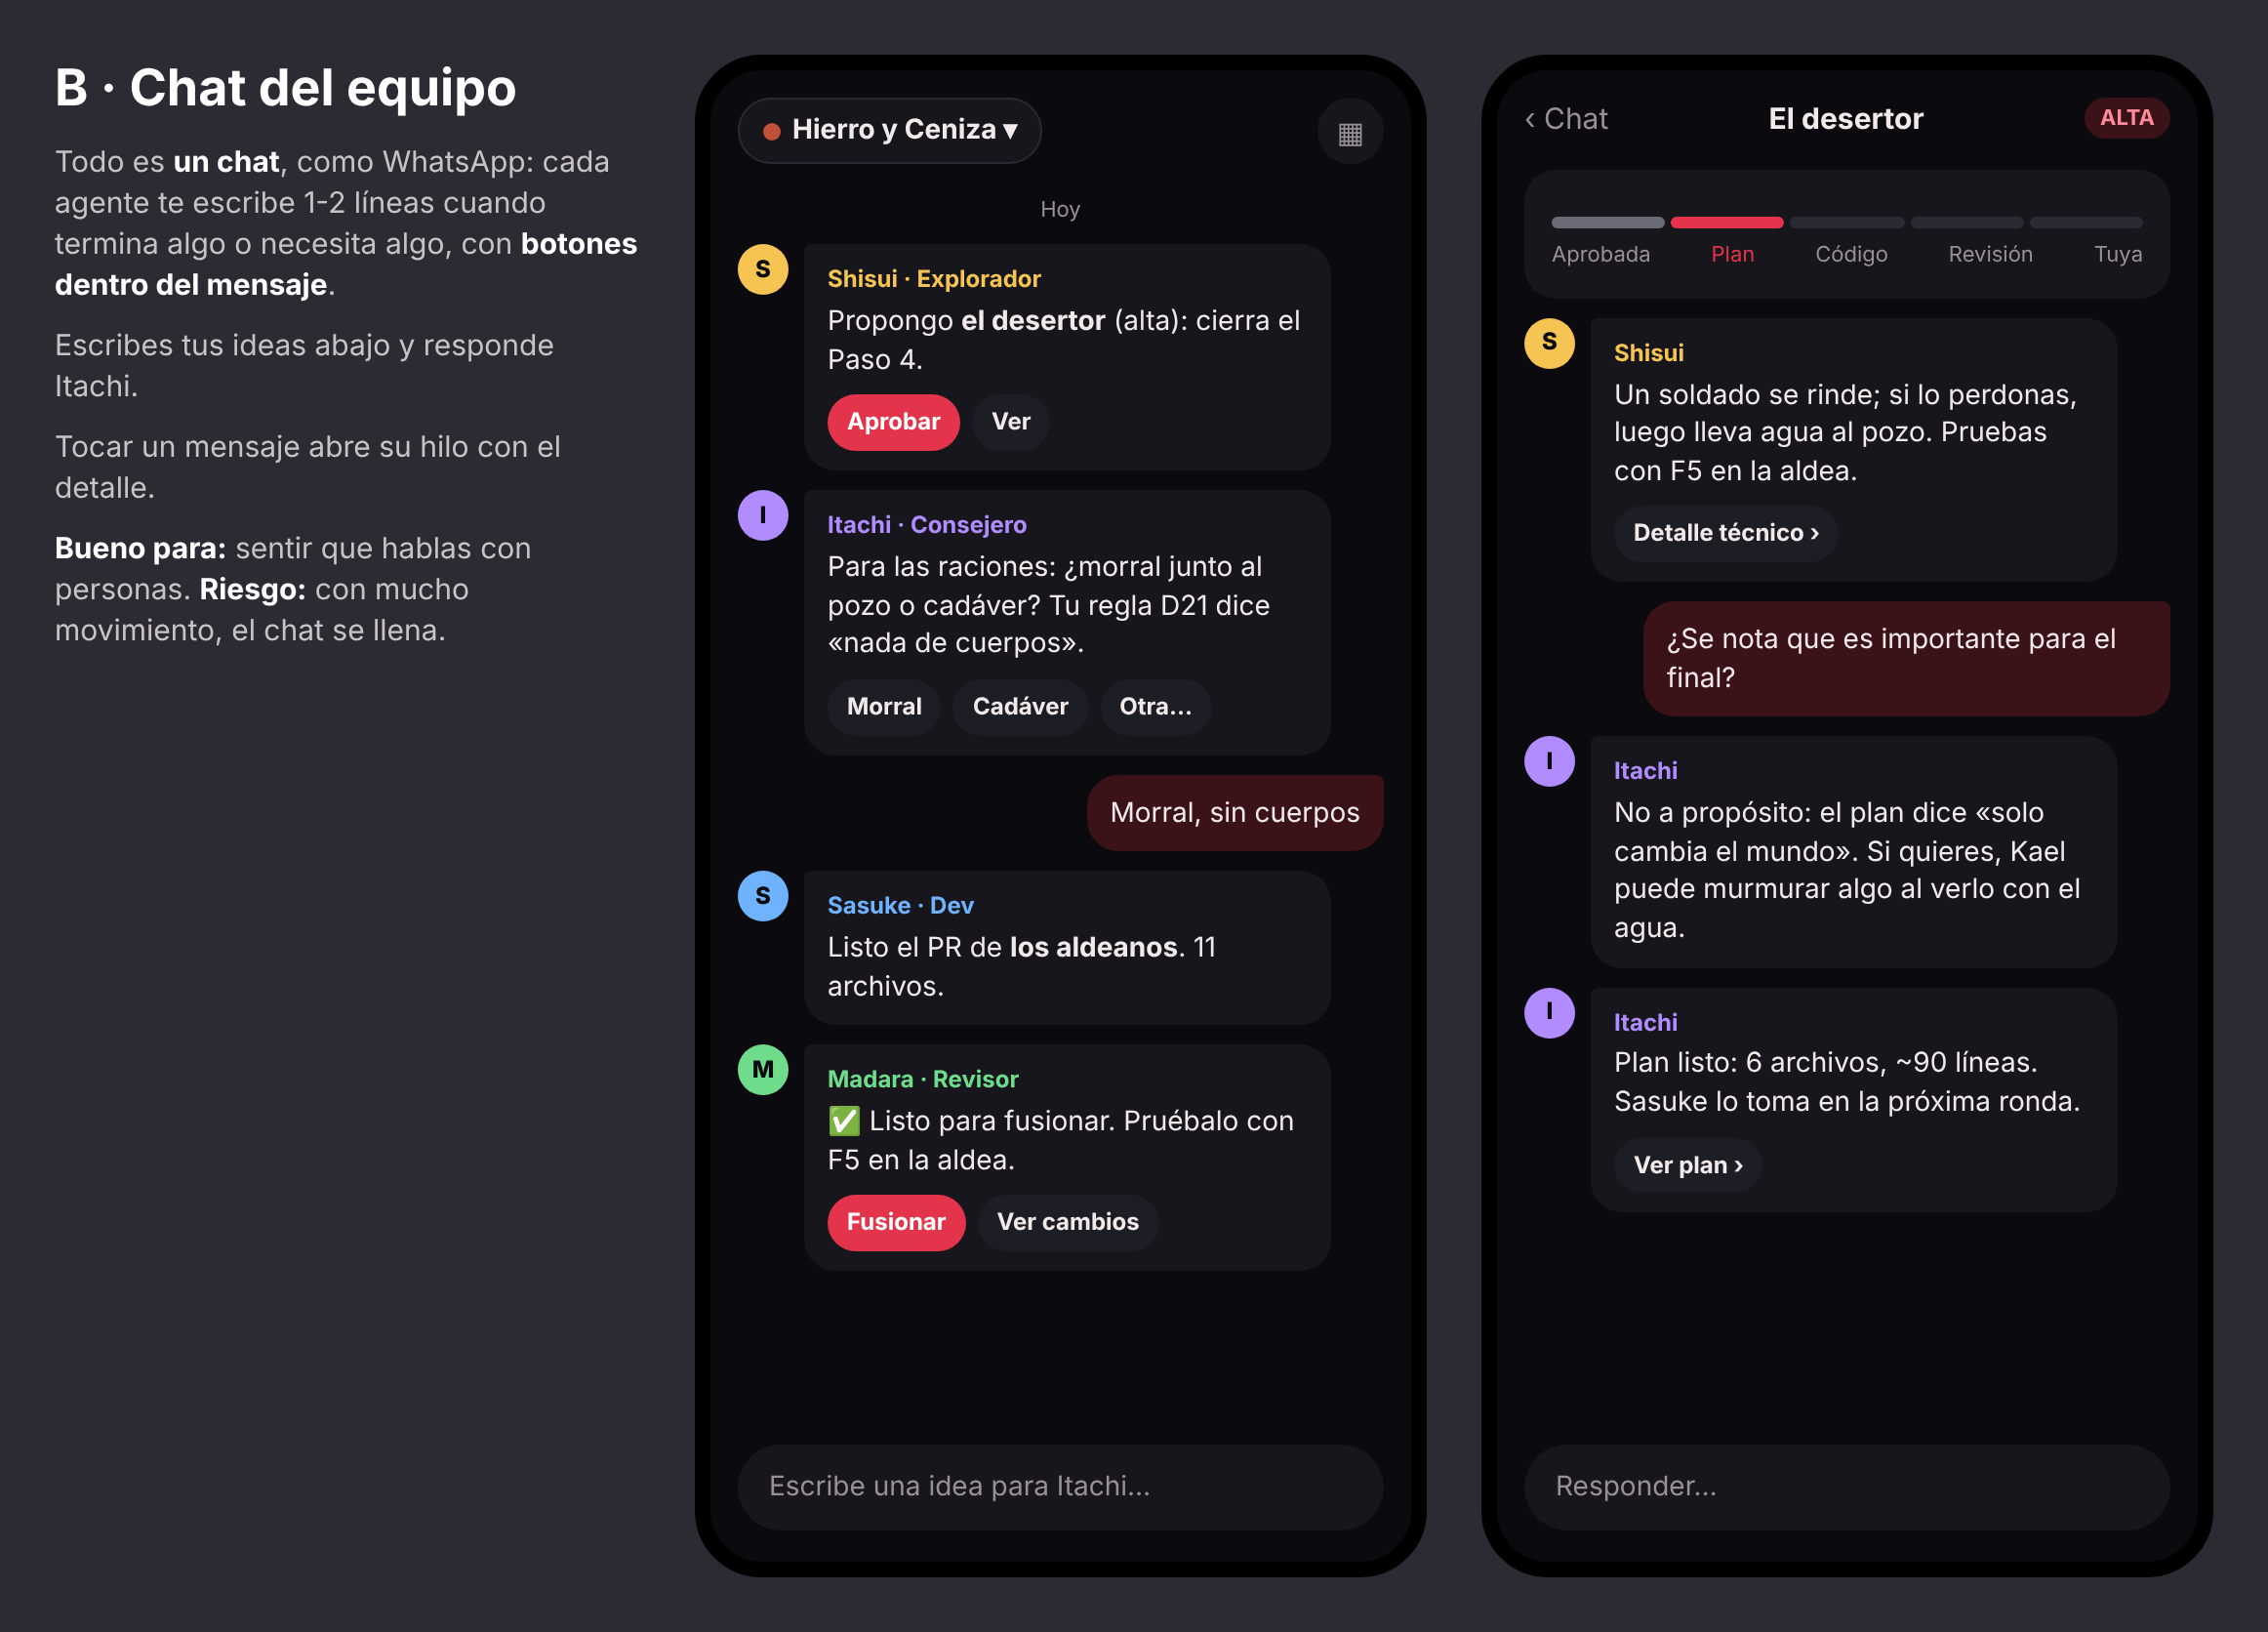 B · Chat del equipo
Todo es un chat, como WhatsApp: cada
agente te escribe 1-2 líneas cuando
termina algo o necesita algo, con botones
dentro del mensaje.
Escribes tus ideas abajo y responde
Itachi.
Tocar un mensaje abre su hilo con el
detalle.
Bueno para: sentir que hablas con
personas. Riesgo: con mucho
movimiento, el chat se llena.
Hierro y Ceniza ▾
Hoy
S
Shisui · Explorador
Propongo el desertor (alta): cierra el
Paso 4.
Aprobar
Ver
I
Itachi · Consejero
Para las raciones: ¿morral junto al
pozo o cadáver? Tu regla D21 dice
«nada de cuerpos».
Morral
Cadáver
Otra...
Morral, sin cuerpos
S
Sasuke · Dev
Listo el PR de los aldeanos. 11
archivos.
M
Madara · Revisor
✅ Listo para fusionar. Pruébalo con
F5 en la aldea.
Fusionar
Ver cambios
Escribe una idea para Itachi...
‹ Chat
El desertor
ALTA
Aprobada
Plan
Código
Revisión
Tuya
S
Shisui
Un soldado se rinde; si lo perdonas,
luego lleva agua al pozo. Pruebas
con F5 en la aldea.
Detalle técnico ›
¿Se nota que es importante para el
final?
I
Itachi
No a propósito: el plan dice «solo
cambia el mundo». Si quieres, Kael
puede murmurar algo al verlo con el
agua.
I
Itachi
Plan listo: 6 archivos, ~90 líneas.
Sasuke lo toma en la próxima ronda.
Ver plan ›
Responder...